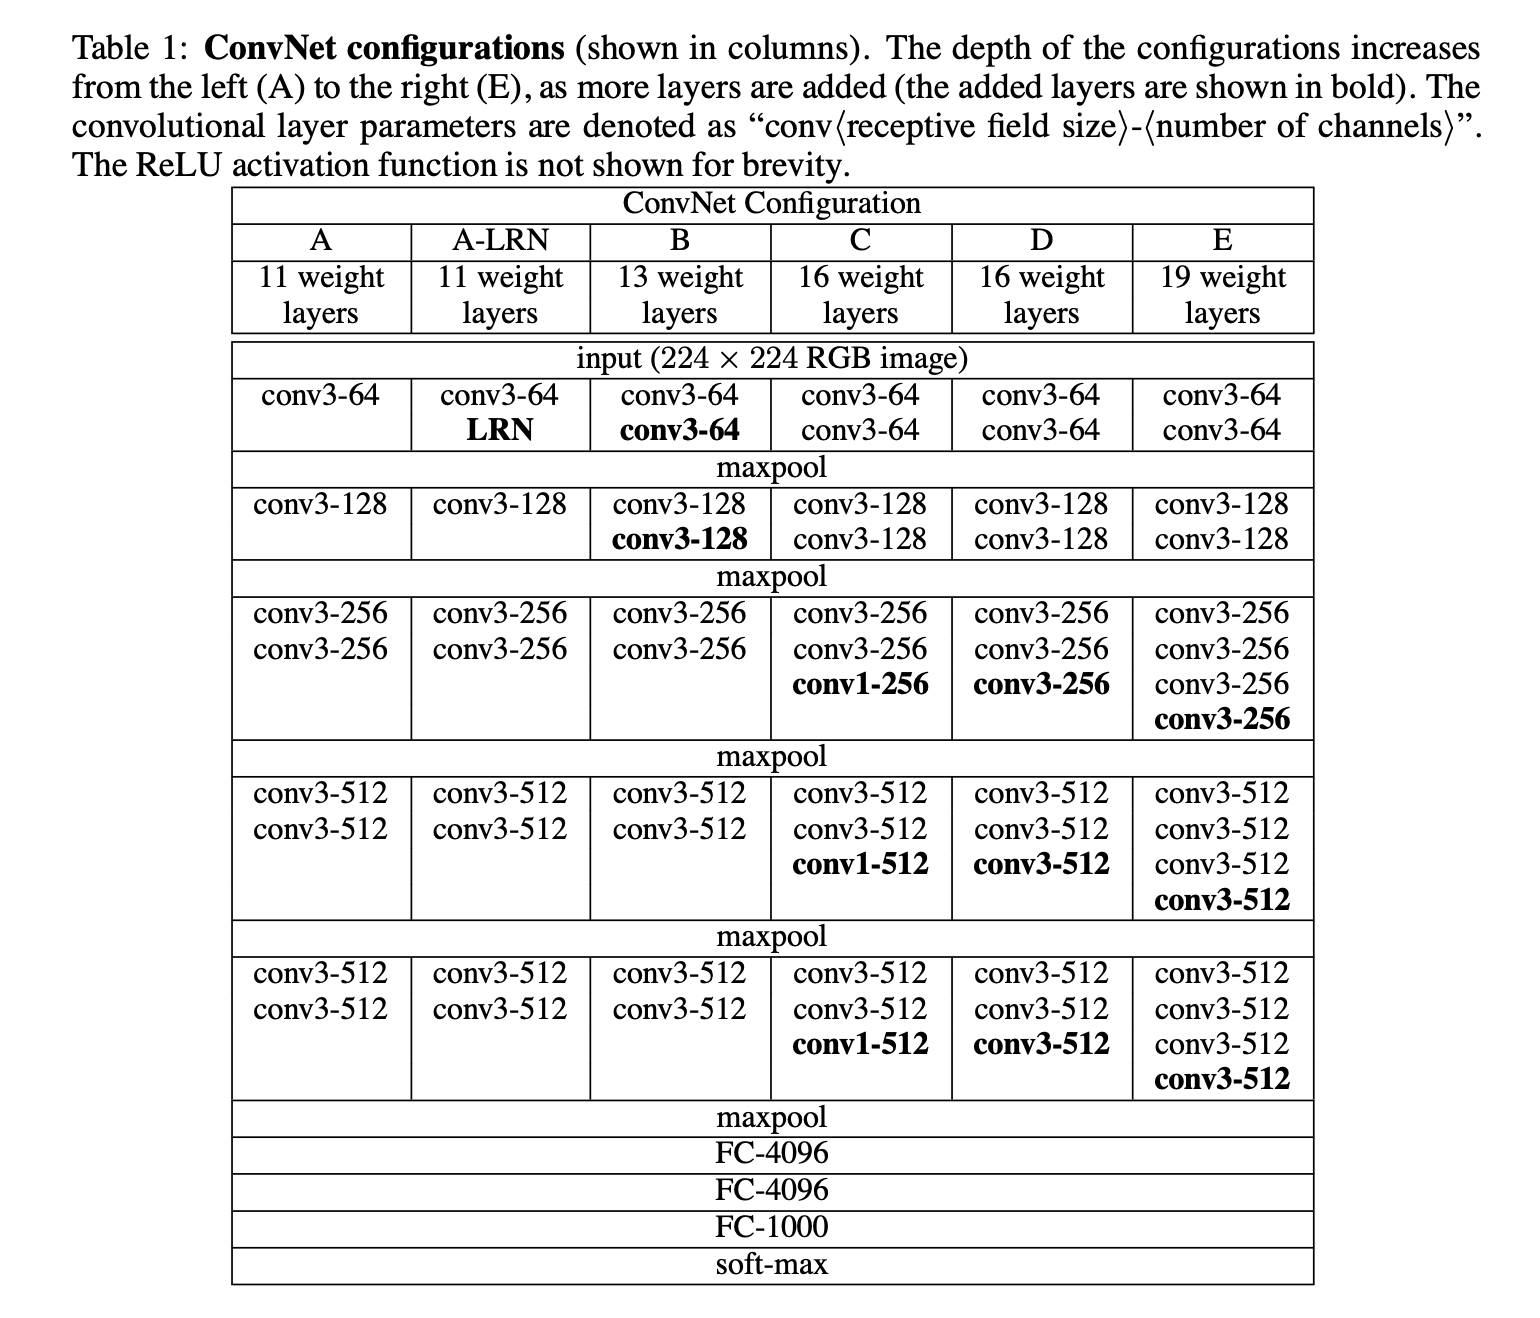 Table 1: ConvNet configurations (shown in columns). The depth of the configurations increases
from the left (A) to the right (E), as more layers are added (the added layers are shown in bold). The
convolutional layer parameters are denoted as “conv⟨receptive field size⟩-⟨number of channels⟩”.
The ReLU activation function is not shown for brevity.
ConvNet Configuration
A A-LRN B C D E
11 weight 11 weight 13 weight 16 weight 16 weight 19 weight
layers layers layers layers layers layers
input (224 × 224 RGB image)
conv3-64 conv3-64 conv3-64 conv3-64 conv3-64 conv3-64
LRN conv3-64 conv3-64 conv3-64 conv3-64
maxpool
conv3-128 conv3-128 conv3-128 conv3-128 conv3-128 conv3-128
conv3-128 conv3-128 conv3-128 conv3-128
maxpool
conv3-256 conv3-256 conv3-256 conv3-256 conv3-256 conv3-256
conv3-256 conv3-256 conv3-256 conv3-256 conv3-256 conv3-256
conv1-256 conv3-256 conv3-256
conv3-256
maxpool
conv3-512 conv3-512 conv3-512 conv3-512 conv3-512 conv3-512
conv3-512 conv3-512 conv3-512 conv3-512 conv3-512 conv3-512
conv1-512 conv3-512 conv3-512
conv3-512
maxpool
conv3-512 conv3-512 conv3-512 conv3-512 conv3-512 conv3-512
conv3-512 conv3-512 conv3-512 conv3-512 conv3-512 conv3-512
conv1-512 conv3-512 conv3-512
conv3-512
maxpool
FC-4096
FC-4096
FC-1000
soft-max